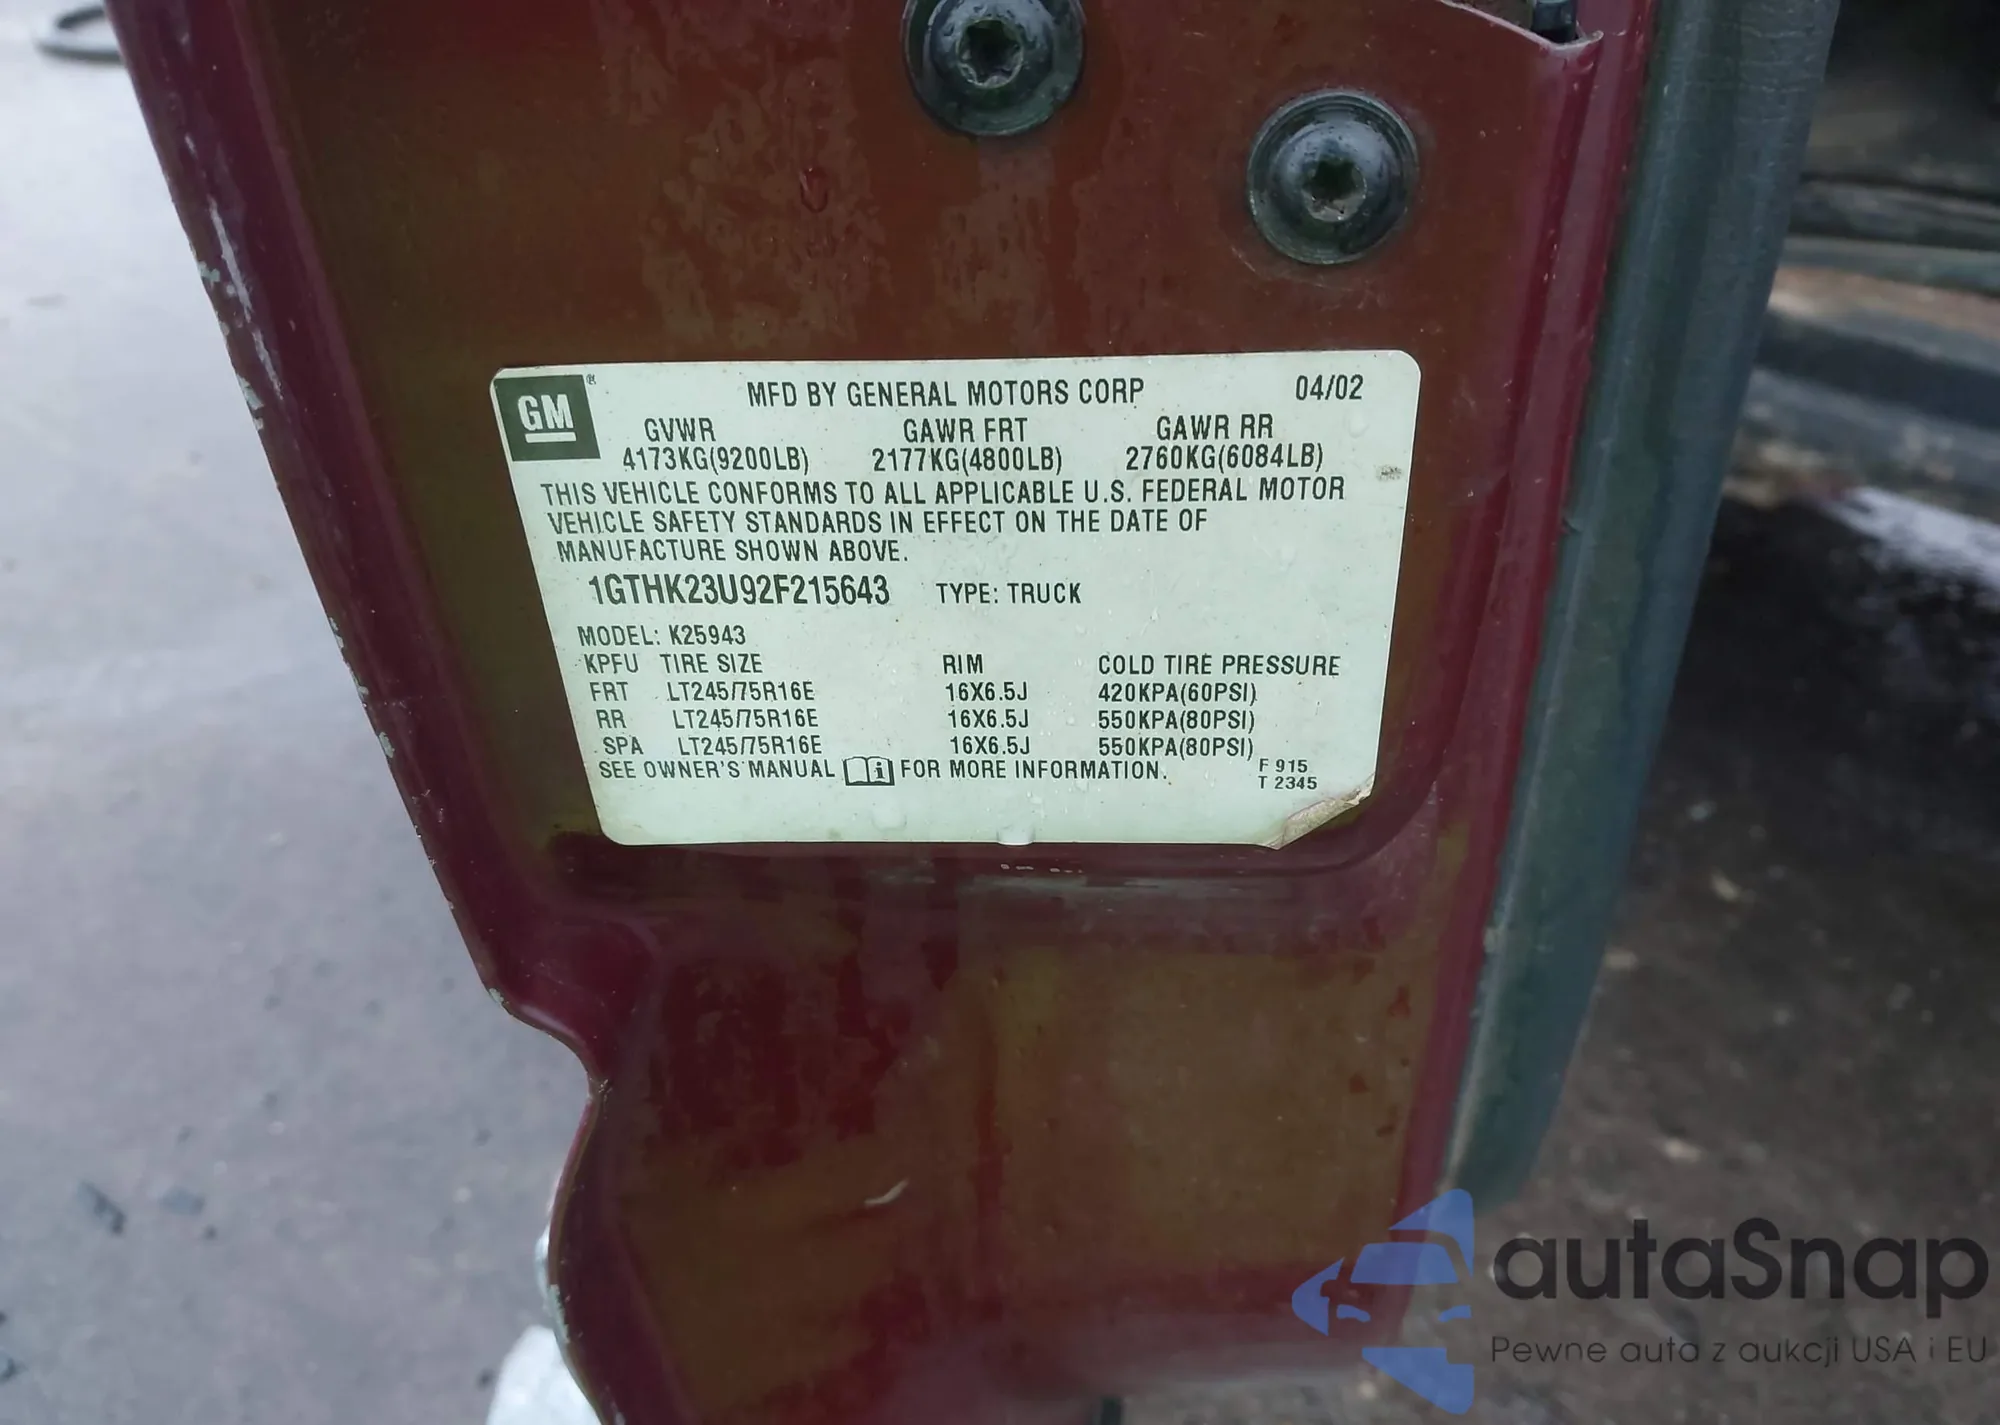 GM ®
MFD BY GENERAL MOTORS CORP 04/02
GVWR GAWR FRT GAWR RR
4173KG(9200LB) 2177KG(4800LB) 2760KG(6084LB)
THIS VEHICLE CONFORMS TO ALL APPLICABLE U.S. FEDERAL MOTOR
VEHICLE SAFETY STANDARDS IN EFFECT ON THE DATE OF
MANUFACTURE SHOWN ABOVE.
1GTHK23U92F215643 TYPE: TRUCK
MODEL: K25943
KPFU TIRE SIZE RIM COLD TIRE PRESSURE
FRT LT245/75R16E 16X6.5J 420KPA(60PSI)
RR LT245/75R16E 16X6.5J 550KPA(80PSI)
SPA LT245/75R16E 16X6.5J 550KPA(80PSI)
SEE OWNER'S MANUAL i FOR MORE INFORMATION.
F 915
T 2345
autaSnap
Pewne auta z aukcji USA i EU